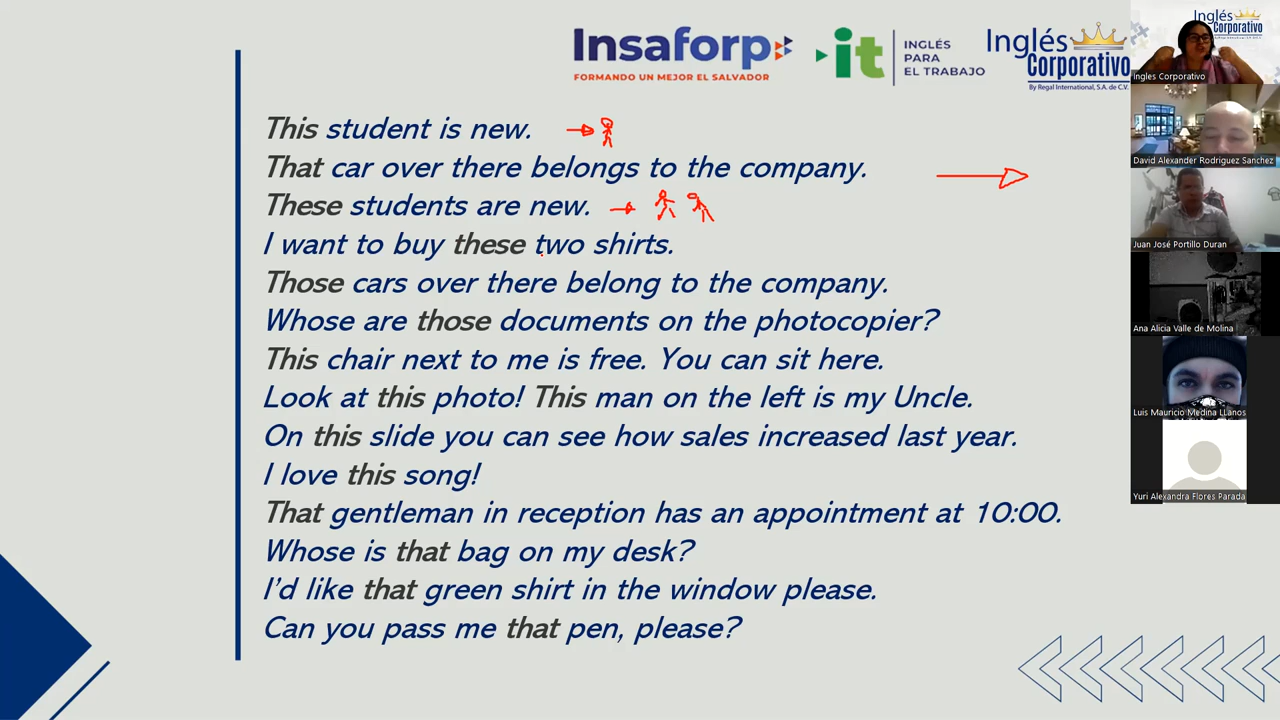 Insaforp
FORMANDO UN MEJOR EL SALVADOR
it
INGLÉS
PARA
EL TRABAJO
Inglés
Corporativo
By Regal International, S.A. de C.V.
This student is new.
That car over there belongs to the company.
These students are new.
I want to buy these two shirts.
Those cars over there belong to the company.
Whose are those documents on the photocopier?
This chair next to me is free. You can sit here.
Look at this photo! This man on the left is my Uncle.
On this slide you can see how sales increased last year.
I love this song!
That gentleman in reception has an appointment at 10:00.
Whose is that bag on my desk?
I'd like that green shirt in the window please.
Can you pass me that pen, please?
Inglés
Corporativo
Ingles Corporativo
David Alexander Rodriguez Sanchez
Juan José Portillo Duran
Ana Alicia Valle de Molina
Luis Mauricio Medina LLanos
Yuri Alexandra Flores Parada